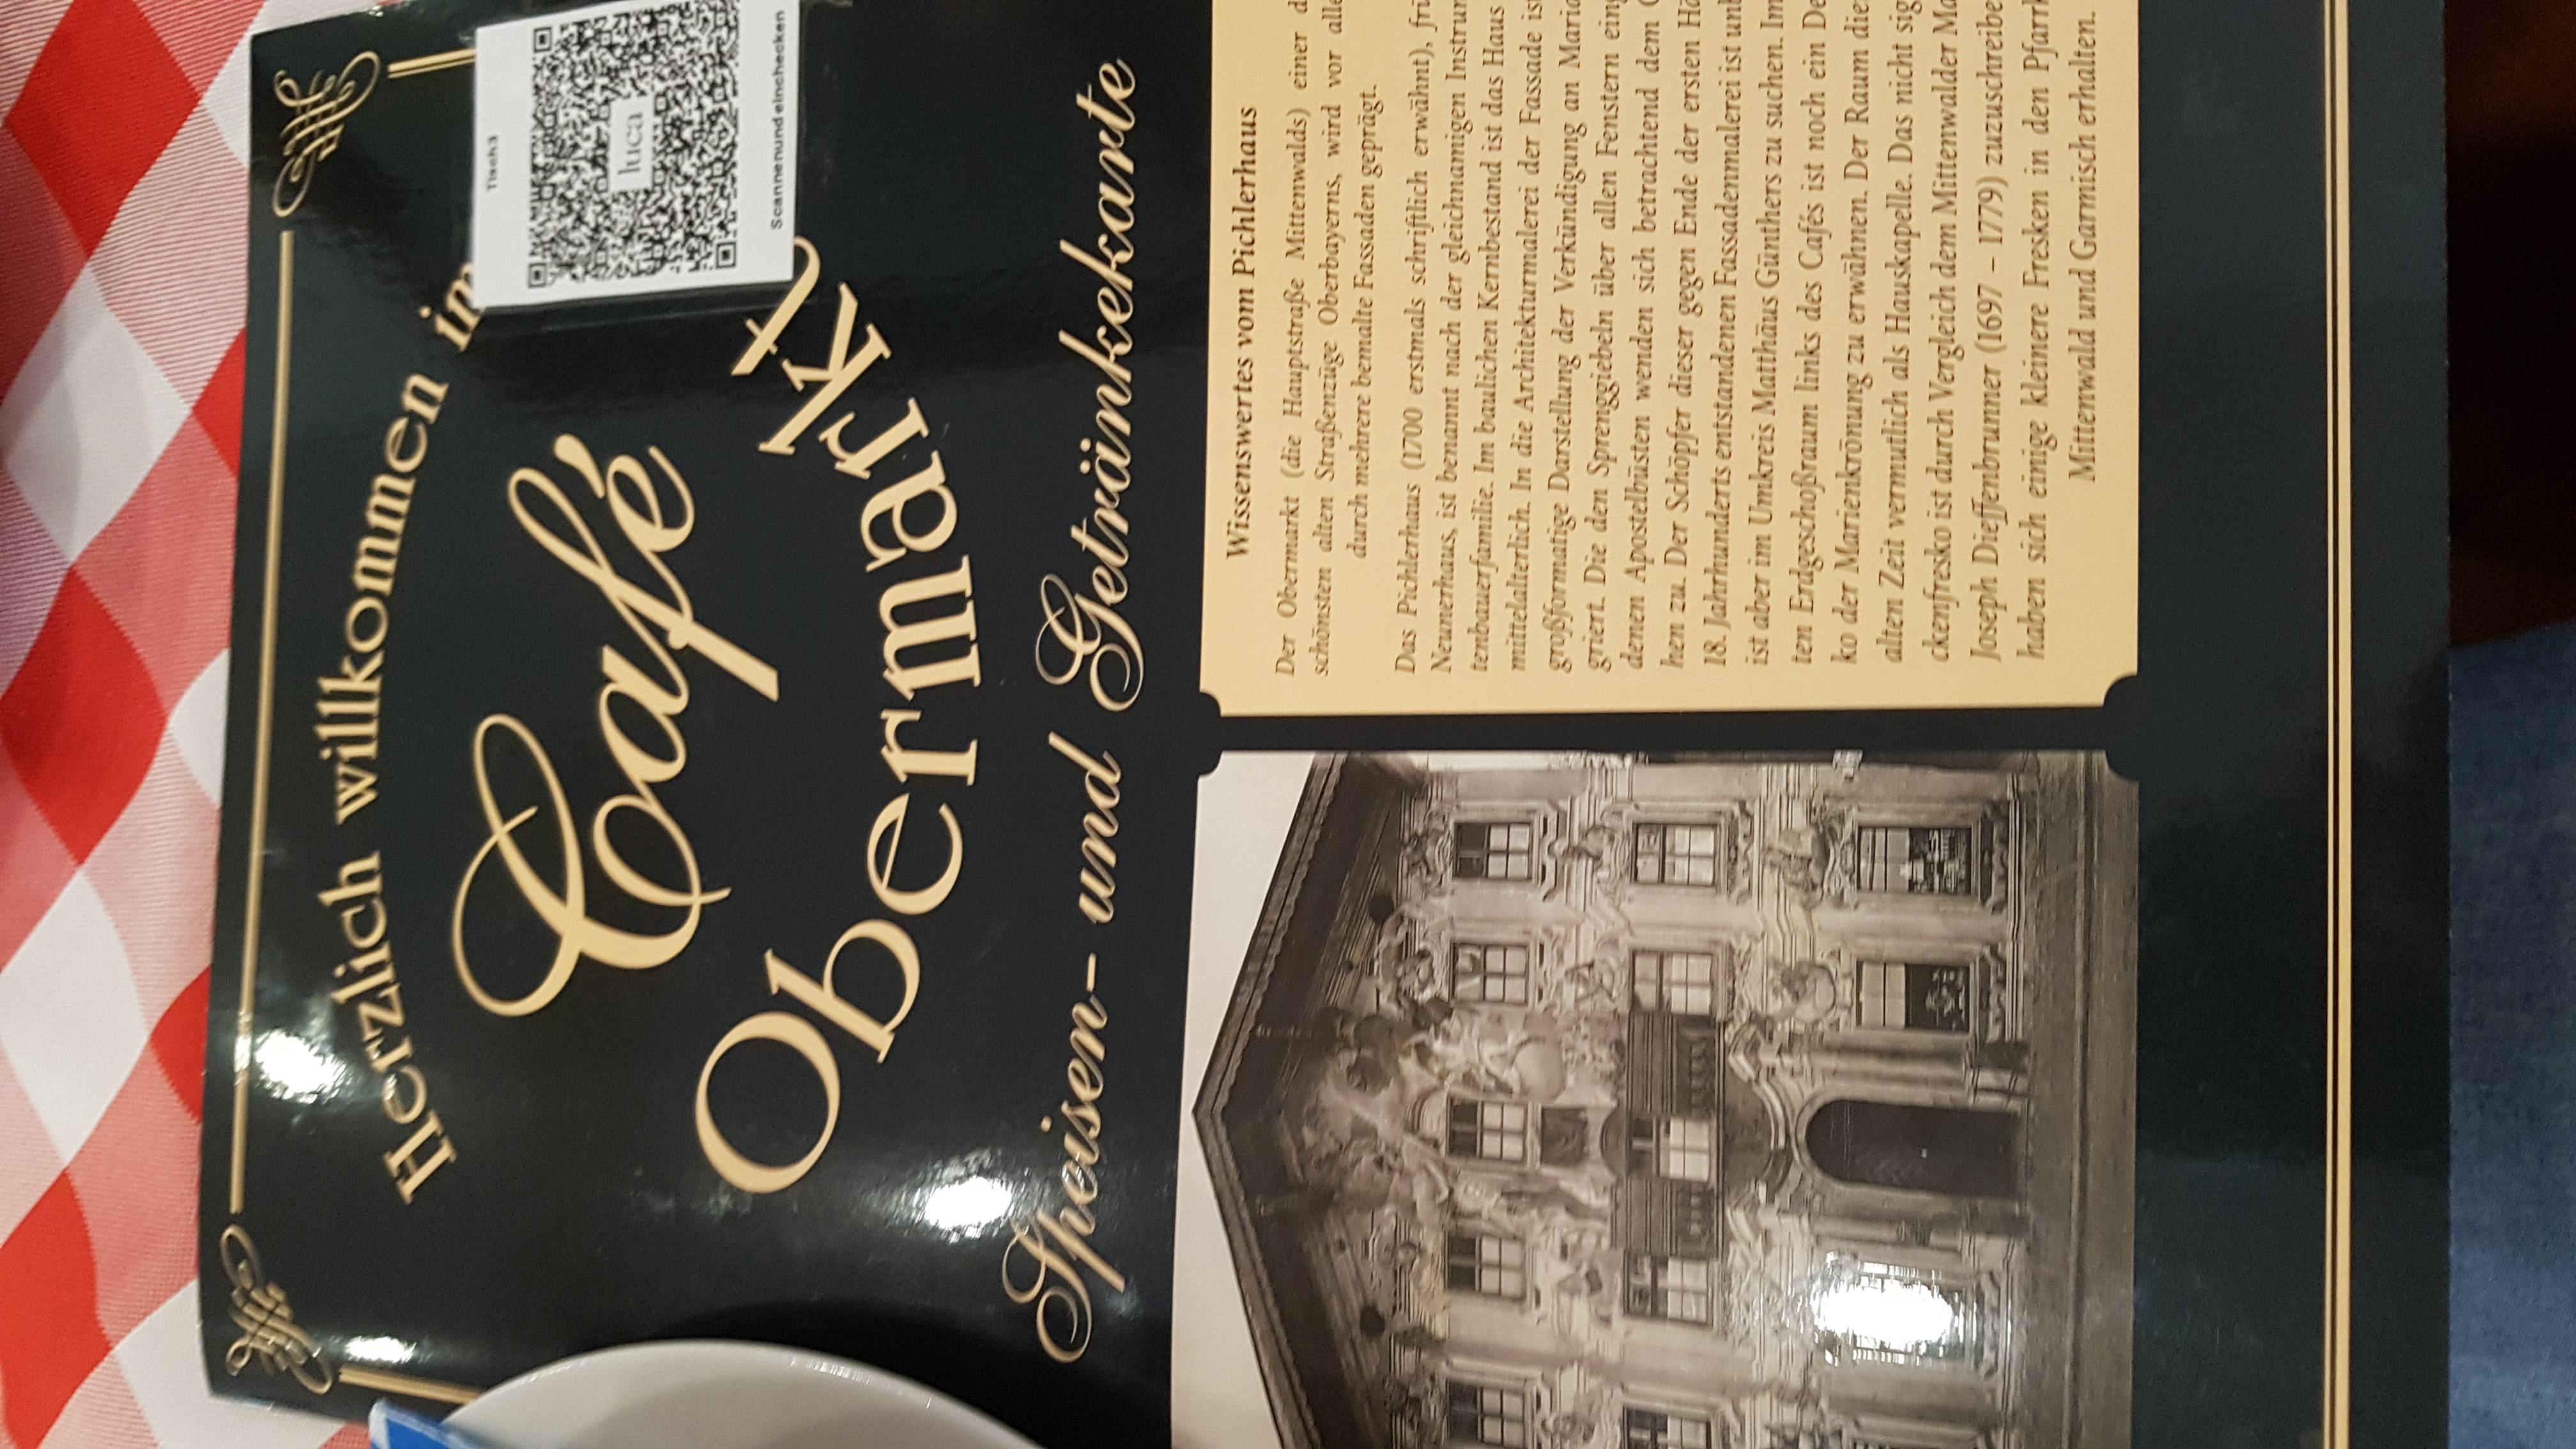 Herzlich willkommen im
Café
Obermarkt
Speisen- und Getränkekarte
Tisch 3
luca
Scannen und einchecken
Wissenswertes vom Pichlerhaus
Der Obermarkt (die Hauptstraße Mittenwalds) einer d
schönsten alten Straßenzüge Oberbayerns, wird vor alle
durch mehrere bemalte Fassaden geprägt.
Das Pichlerhaus (1700 erstmals schriftlich erwähnt), frü
Neunerhaus, ist benannt nach der gleichnamigen Instrum
tenbauerfamilie. Im baulichen Kernbestand ist das Haus
mittelalterlich. In die Architekturmalerei der Fassade ist
großformatige Darstellung der Verkündigung an Maria
griert. Die den Sprenggiebeln über allen Fenstern eing
denen Apostelbüsten wenden sich betrachtend dem G
hen zu. Der Schöpfer dieser gegen Ende der ersten Hä
18. Jahrhunderts entstandenen Fassadenmalerei ist unb
ist aber im Umkreis Matthäus Günthers zu suchen. Im
ten Erdgeschoßraum links des Cafés ist noch ein De
ko der Marienkrönung zu erwähnen. Der Raum die
alten Zeit vermutlich als Hauskapelle. Das nicht sig
ckenfresko ist durch Vergleich dem Mittenwalder Ma
Joseph Dieffenbrunner (1697 – 1779) zuzuschreibe
haben sich einige kleinere Fresken in den Pfark
Mittenwald und Garmisch erhalten.